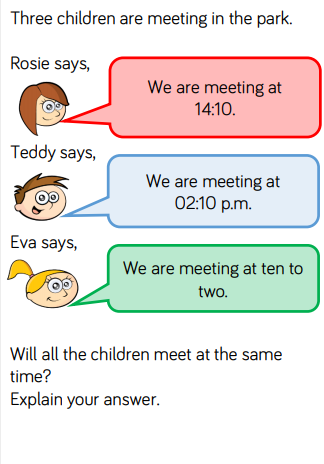 Three children are meeting in the park.
Rosie says,
We are meeting at
14:10.
Teddy says,
We are meeting at
02:10 p.m.
Eva says,
We are meeting at ten to
two.
Will all the children meet at the same
time?
Explain your answer.